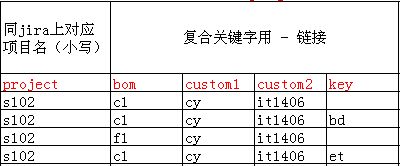 同jira上对应 复合关键字用 - 链接
项目名（小写）
project bom custom1 custom2 key
s102 c1 cy it1406
s102 c1 cy it1406 bd
s102 f1 cy it1406
s102 c1 cy it1406 et